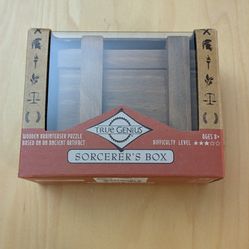 TRUE GENIUS
WOODEN BRAINTEASER PUZZLE
BASED ON AN ANCIENT ARTIFACT
AGES 8+
DIFFICULTY LEVEL
SORCERER'S BOX